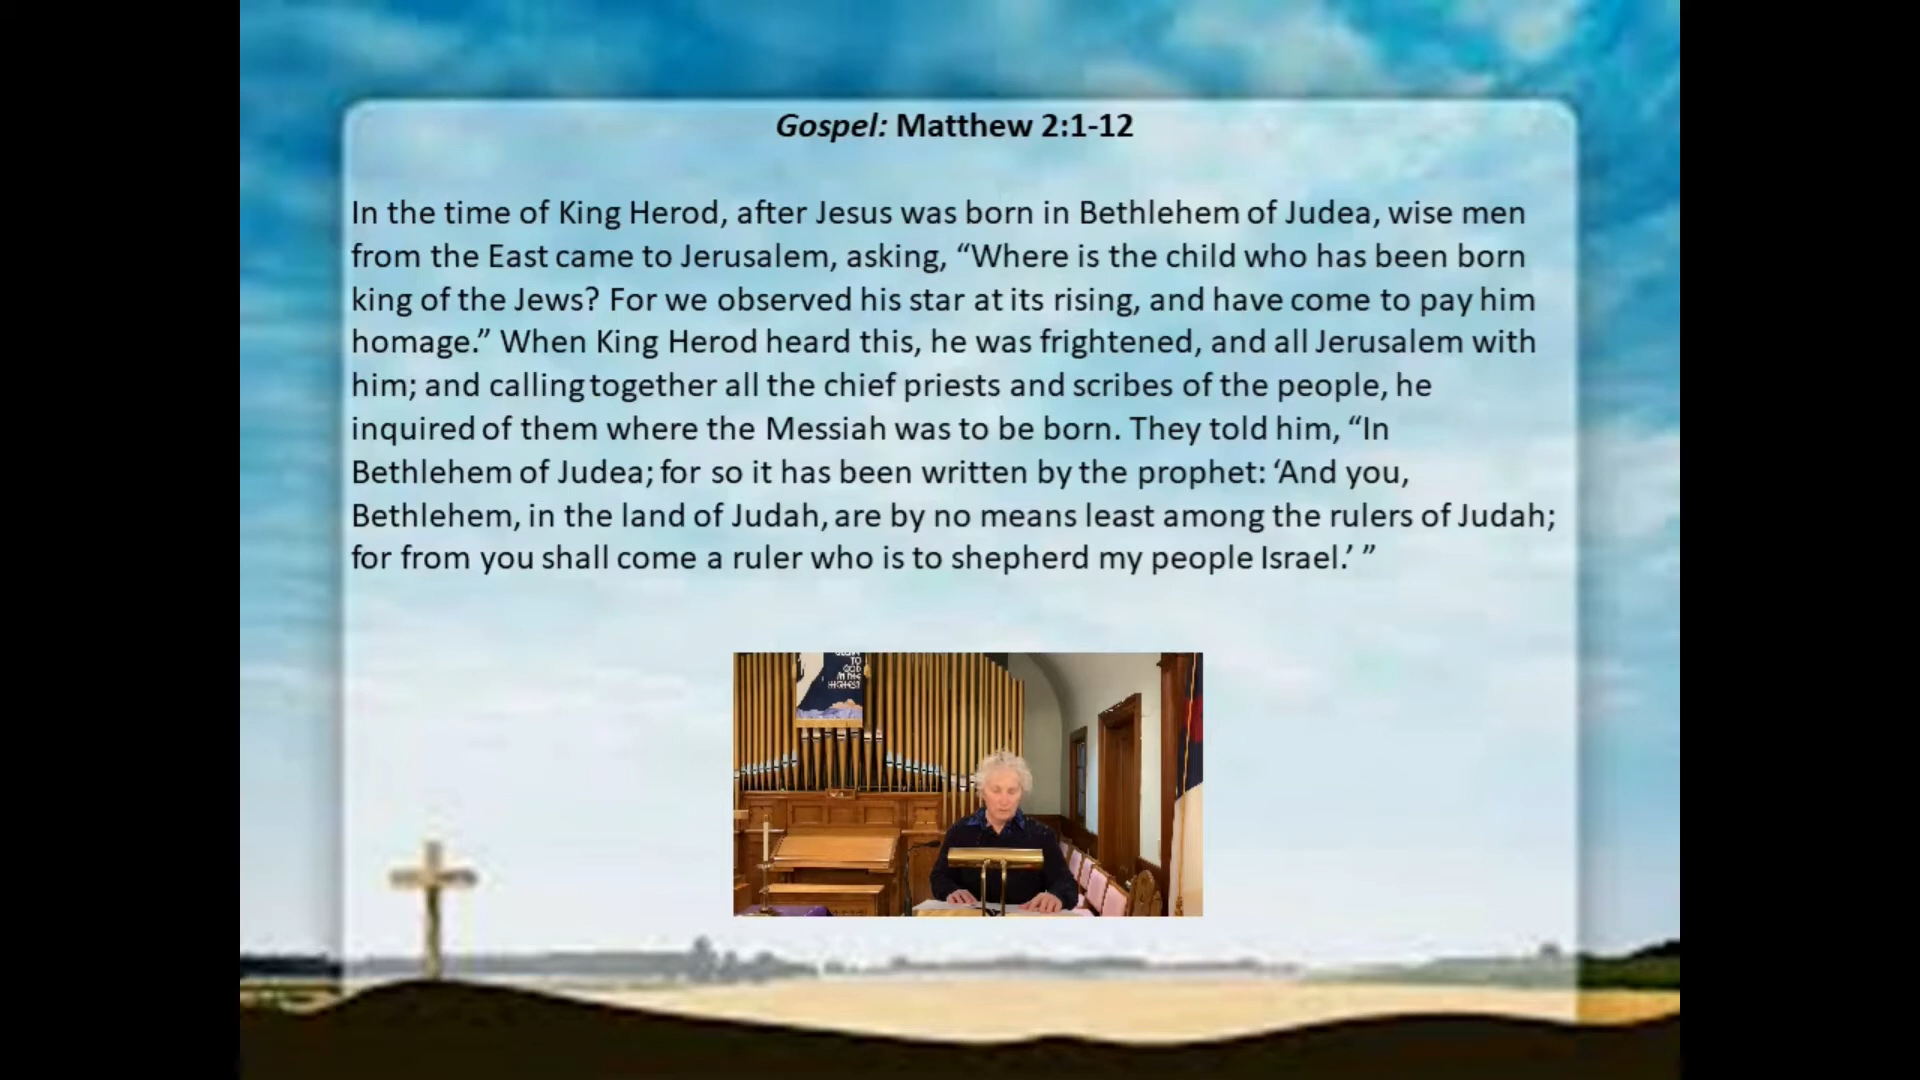 Gospel: Matthew 2:1-12
In the time of King Herod, after Jesus was born in Bethlehem of Judea, wise men
from the East came to Jerusalem, asking, “Where is the child who has been born
king of the Jews? For we observed his star at its rising, and have come to pay him
homage.” When King Herod heard this, he was frightened, and all Jerusalem with
him; and calling together all the chief priests and scribes of the people, he
inquired of them where the Messiah was to be born. They told him, “In
Bethlehem of Judea; for so it has been written by the prophet: ‘And you,
Bethlehem, in the land of Judah, are by no means least among the rulers of Judah;
for from you shall come a ruler who is to shepherd my people Israel.’ ”
TO
GOD
IN THE
HIGHEST